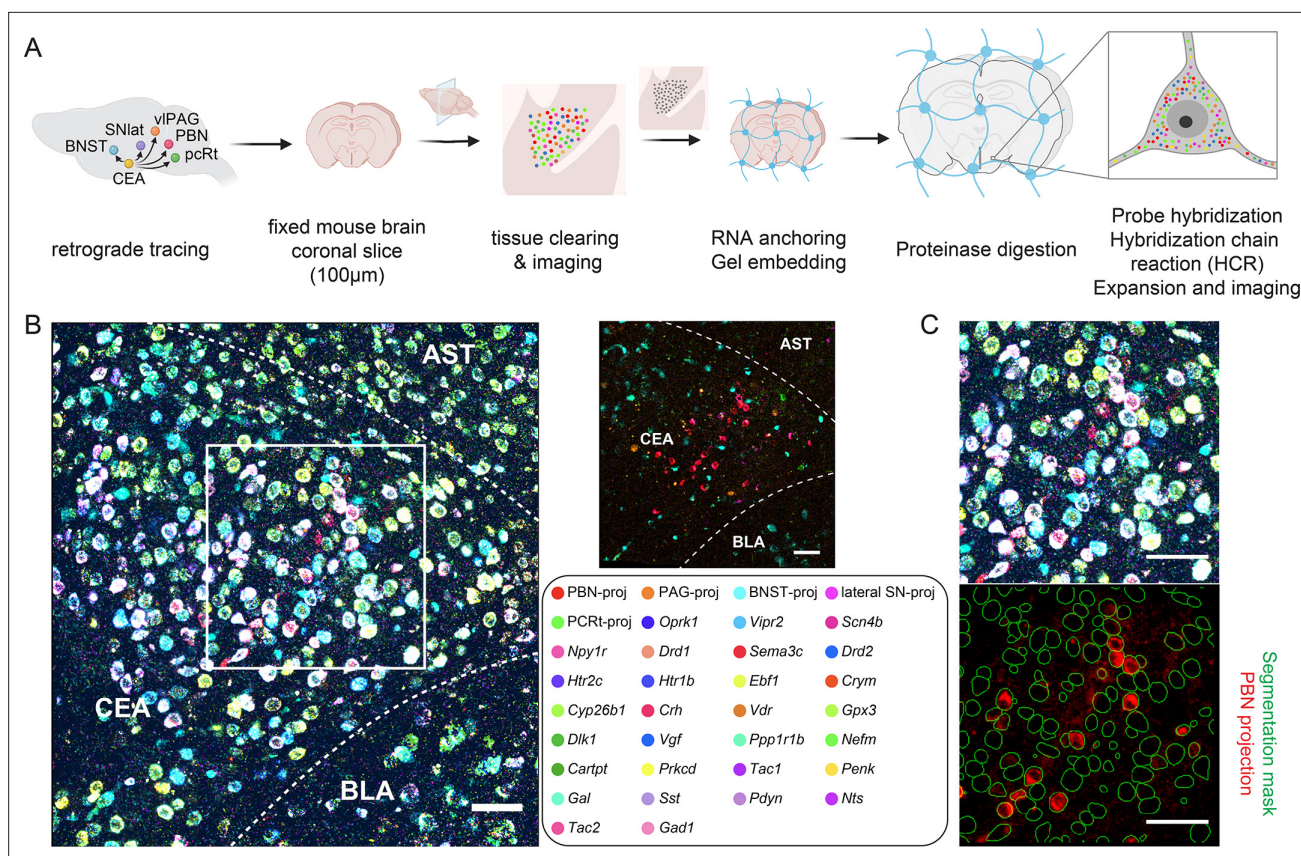 A
SNlat
vlPAG
PBN
BNST
pcRt
CEA
retrograde tracing
fixed mouse brain
coronal slice
(100μm)
tissue clearing
& imaging
RNA anchoring
Gel embedding
Proteinase digestion
Probe hybridization
Hybridization chain
reaction (HCR)
Expansion and imaging
B
AST
CEA
BLA
AST
CEA
BLA
PBN-proj PAG-proj BNST-proj lateral SN-proj
PCRt-proj Oprk1 Vipr2 Scn4b
Npy1r Drd1 Sema3c Drd2
Htr2c Htr1b Ebf1 Crym
Cyp26b1 Crh Vdr Gpx3
Dlk1 Vgf Ppp1r1b Nefm
Cartpt Prkcd Tac1 Penk
Gal Sst Pdyn Nts
Tac2 Gad1
C
Segmentation mask
PBN projection